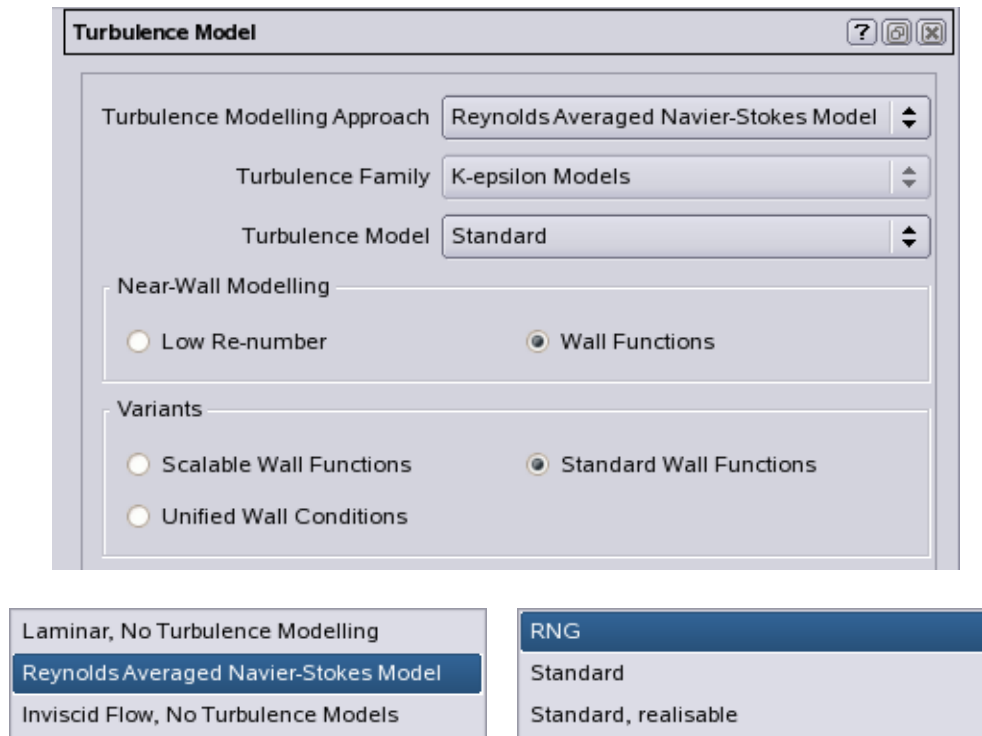 Turbulence Model ?
Turbulence Modelling Approach Reynolds Averaged Navier-Stokes Model
Turbulence Family K-epsilon Models
Turbulence Model Standard
Near-Wall Modelling
Low Re-number Wall Functions
Variants
Scalable Wall Functions Standard Wall Functions
Unified Wall Conditions
Laminar, No Turbulence Modelling
Reynolds Averaged Navier-Stokes Model
Inviscid Flow, No Turbulence Models
RNG
Standard
Standard, realisable